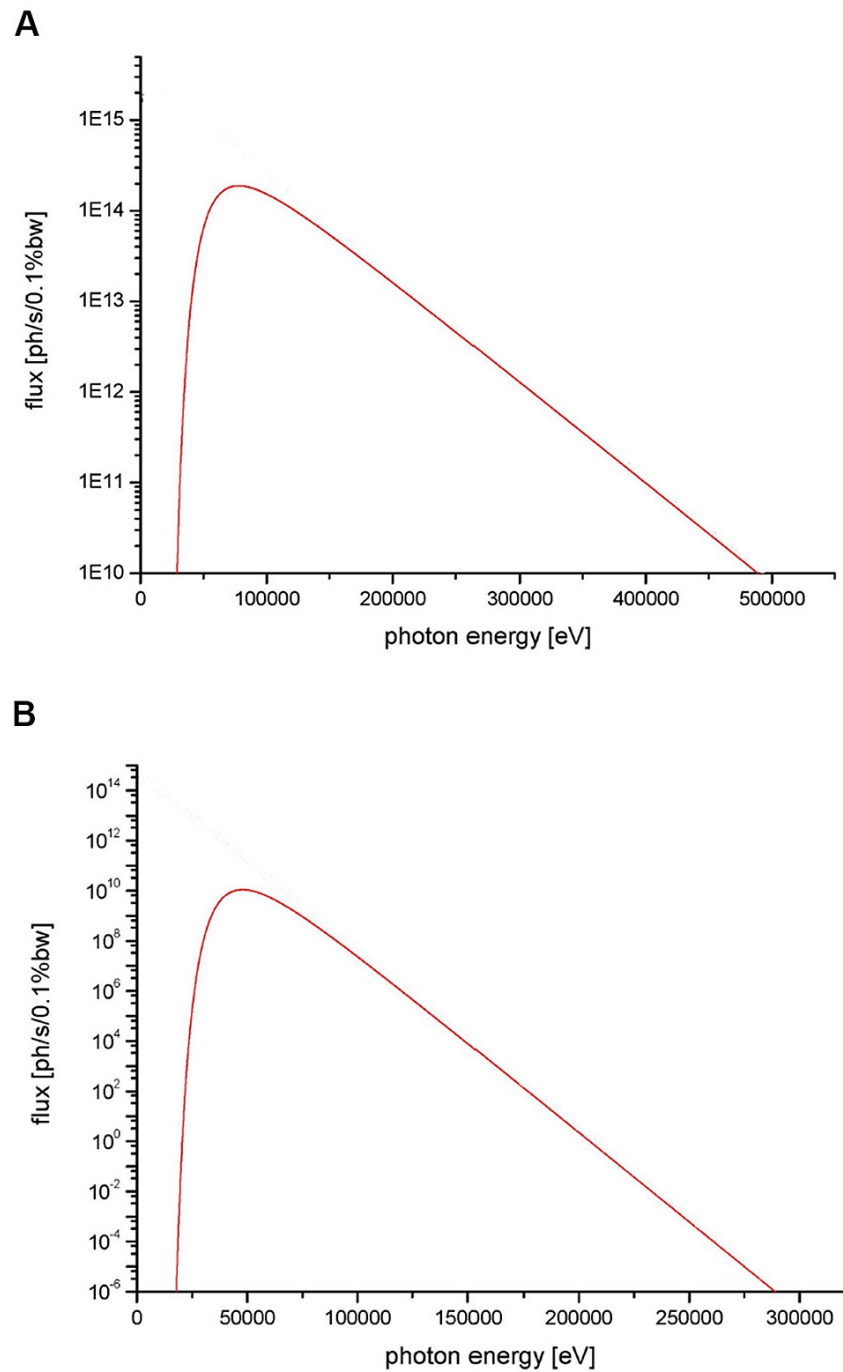 A
1E15
1E14
1E13
1E12
1E11
1E10
flux [ph/s/0.1%bw]
0 100000 200000 300000 400000 500000
photon energy [eV]
B
10^14
10^12
10^10
10^8
10^6
10^4
10^2
10^0
10^-2
10^-4
10^-6
flux [ph/s/0.1%bw]
0 50000 100000 150000 200000 250000 300000
photon energy [eV]